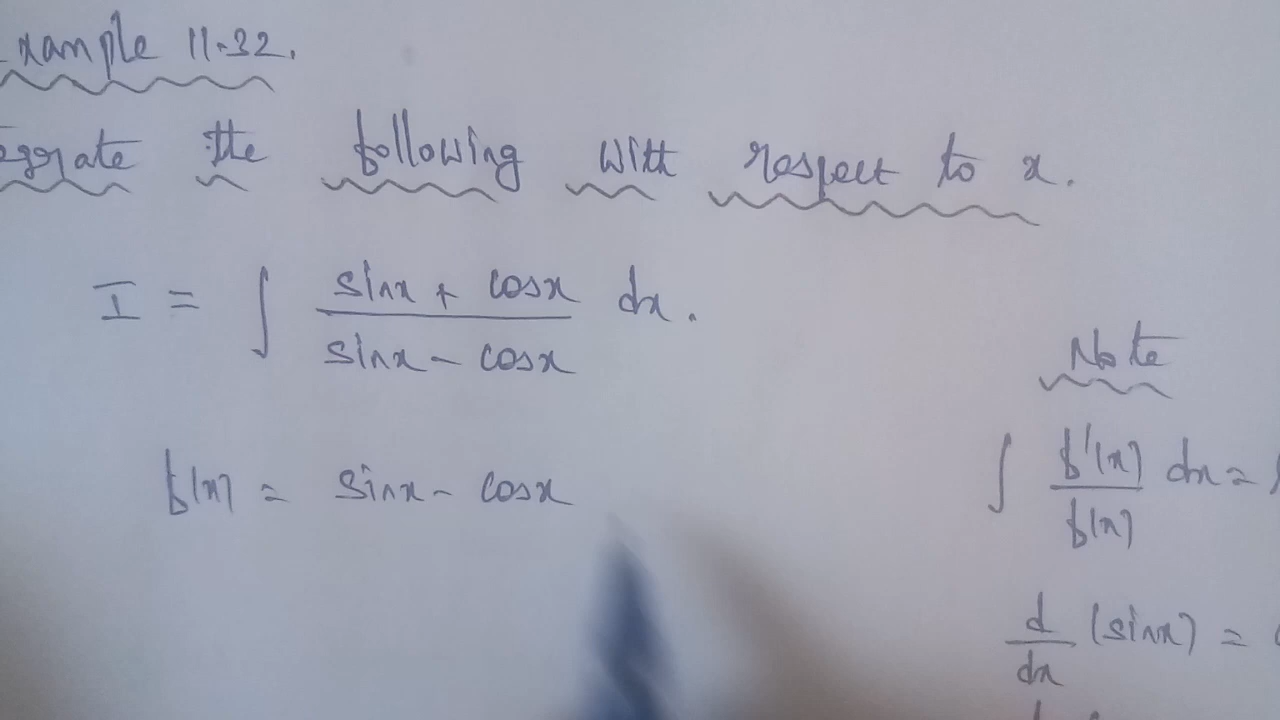 xample 11.32.
egrate the following with respect to x.
I = ∫ sinx + cosx / sinx - cosx dx.
f(x) = sinx - cosx
Note
∫ f'(x) / f(x) dx =
d/dx (sinx) =